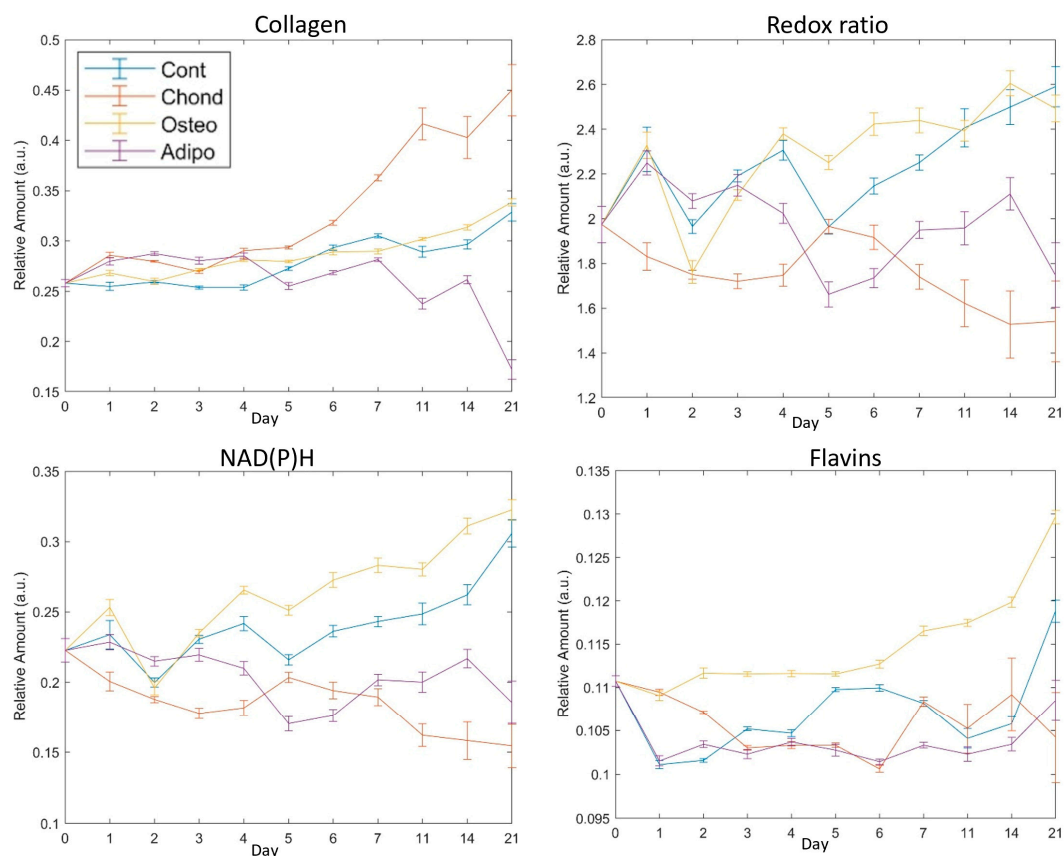 Collagen
Relative Amount (a.u.)
0.5
0.45
0.4
0.35
0.3
0.25
0.2
0.15
Cont
Chond
Osteo
Adipo
0 1 2 3 4 5 6 7 11 14 21
Day
Redox ratio
Relative Amount (a.u.)
2.8
2.6
2.4
2.2
2
1.8
1.6
1.4
1.2
0 1 2 3 4 5 6 7 11 14 21
Day
NAD(P)H
Relative Amount (a.u.)
0.35
0.3
0.25
0.2
0.15
0.1
0 1 2 3 4 5 6 7 11 14 21
Day
Flavins
Relative Amount (a.u.)
0.135
0.13
0.125
0.12
0.115
0.11
0.105
0.1
0.095
0 1 2 3 4 5 6 7 11 14 21
Day